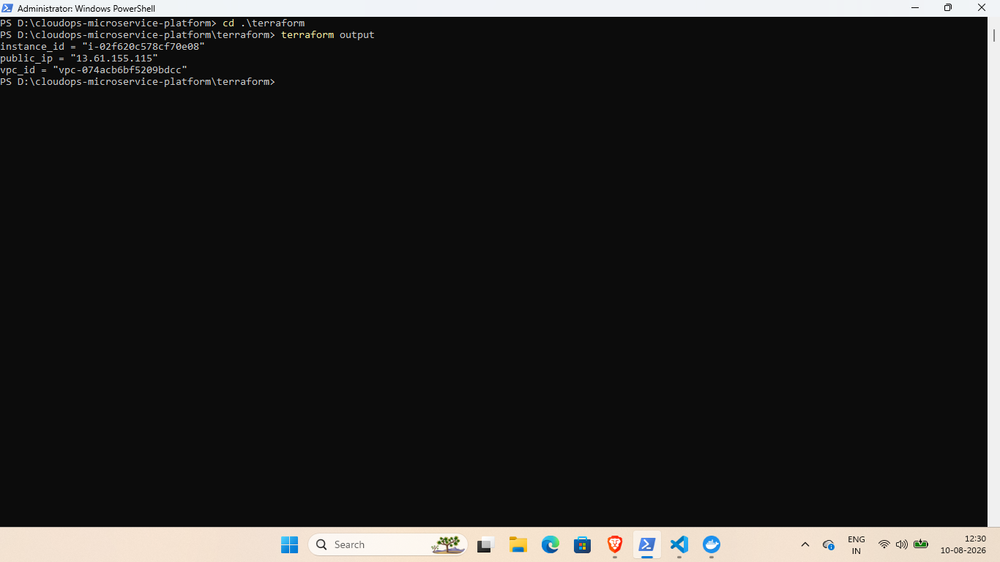 Administrator: Windows PowerShell
PS D:\cloudops-microservice-platform> cd .\terraform
PS D:\cloudops-microservice-platform\terraform> terraform output
instance_id = "i-02f620c578cf70e08"
public_ip = "13.61.155.115"
vpc_id = "vpc-074acb6bf5209bdcc"
PS D:\cloudops-microservice-platform\terraform>
Search
ENG
IN
12:30
10-08-2026